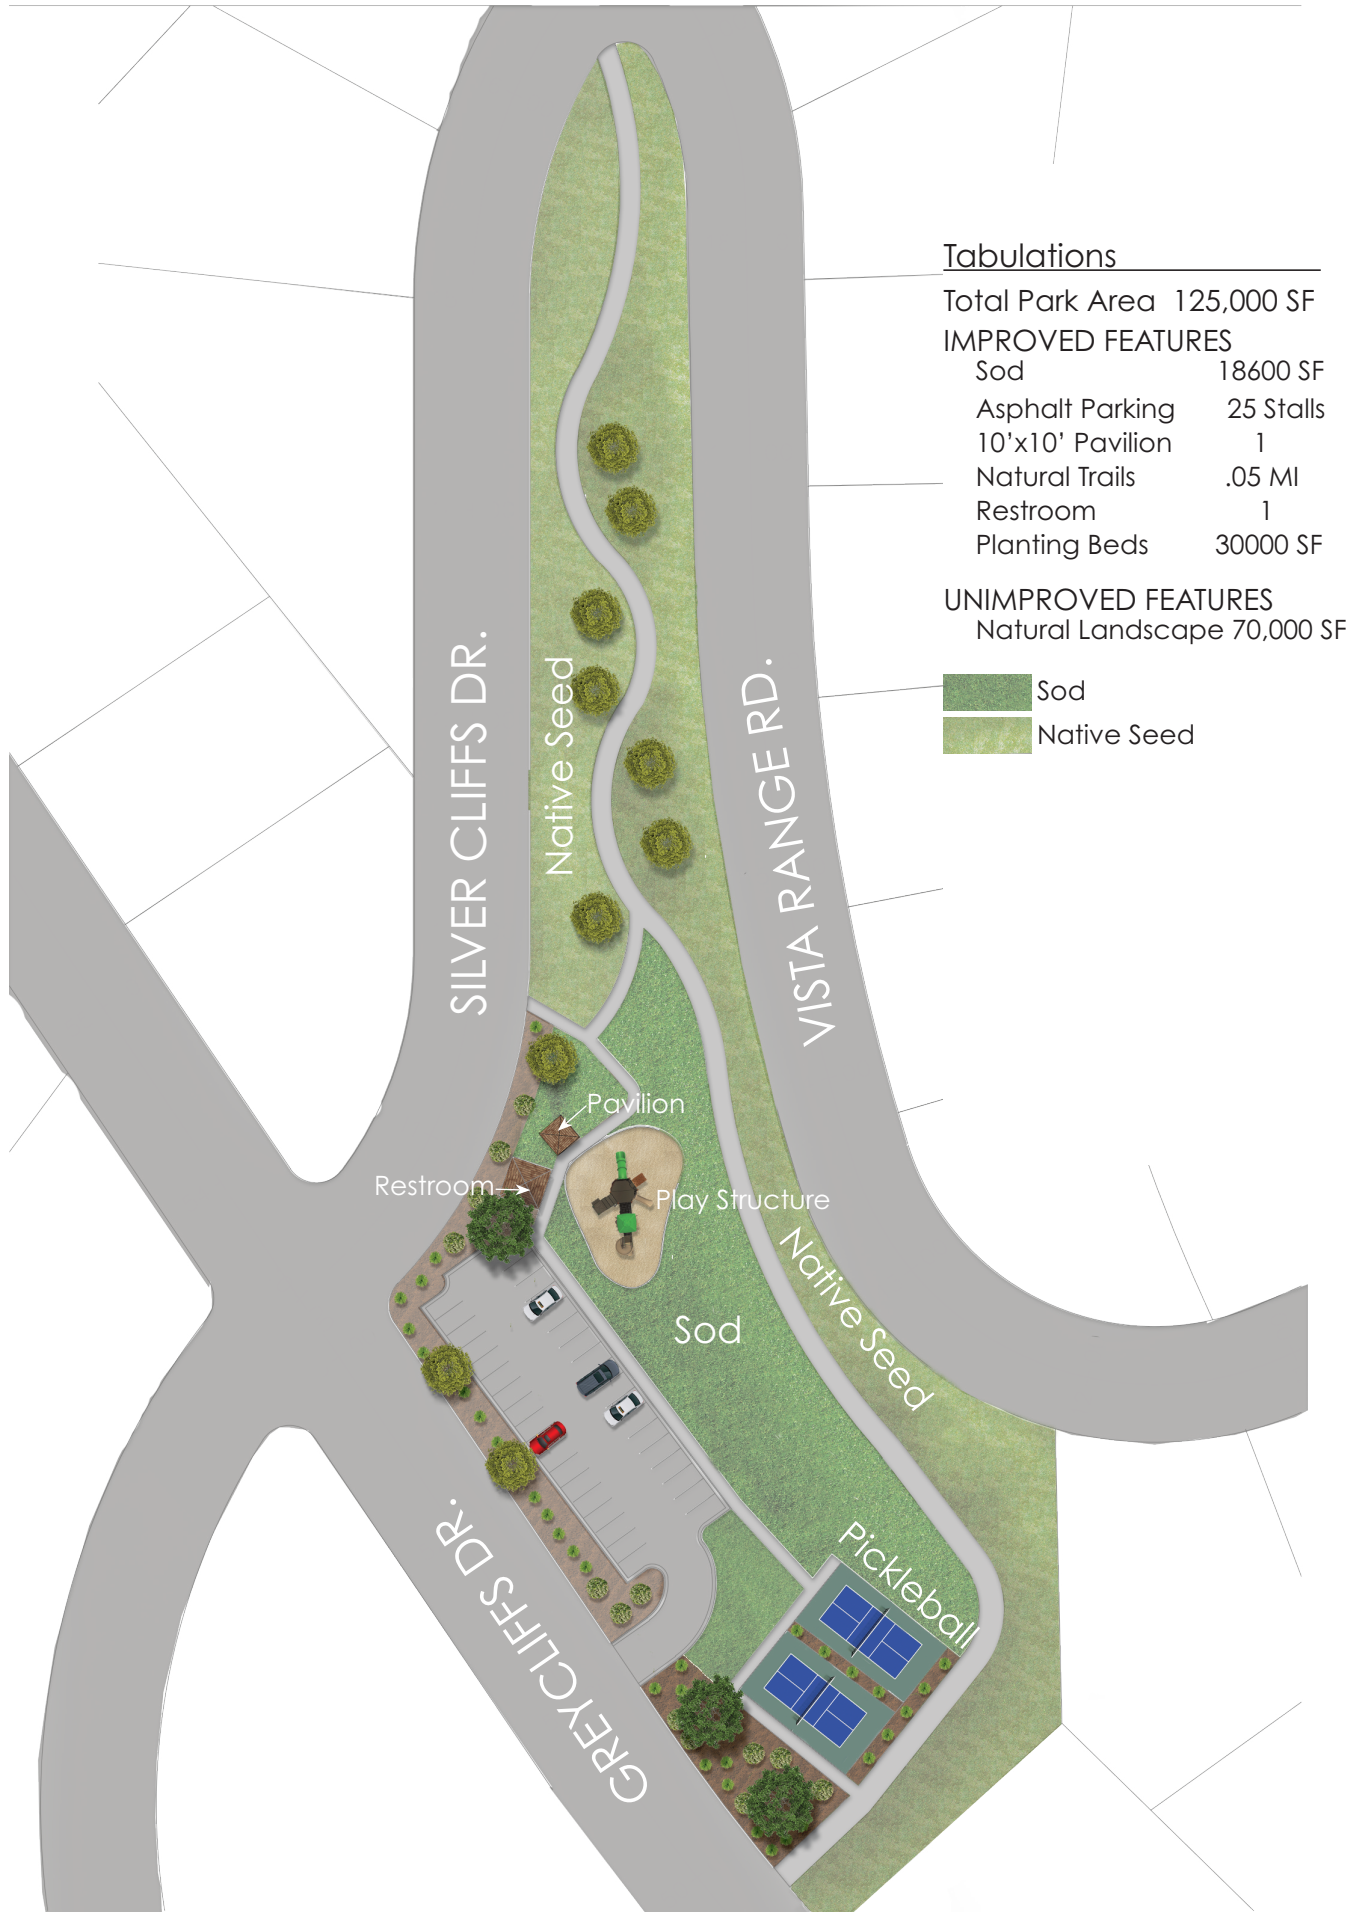 Tabulations
Total Park Area 125,000 SF
IMPROVED FEATURES
Sod 18600 SF
Asphalt Parking 25 Stalls
10'x10' Pavilion 1
Natural Trails .05 MI
Restroom 1
Planting Beds 30000 SF
UNIMPROVED FEATURES
Natural Landscape 70,000 SF
Sod
Native Seed
SILVER CLIFFS DR.
Native Seed
VISTA RANGE RD.
Pavilion
Restroom
Play Structure
Native Seed
Sod
Pickleball
GREYCLIFFS DR.